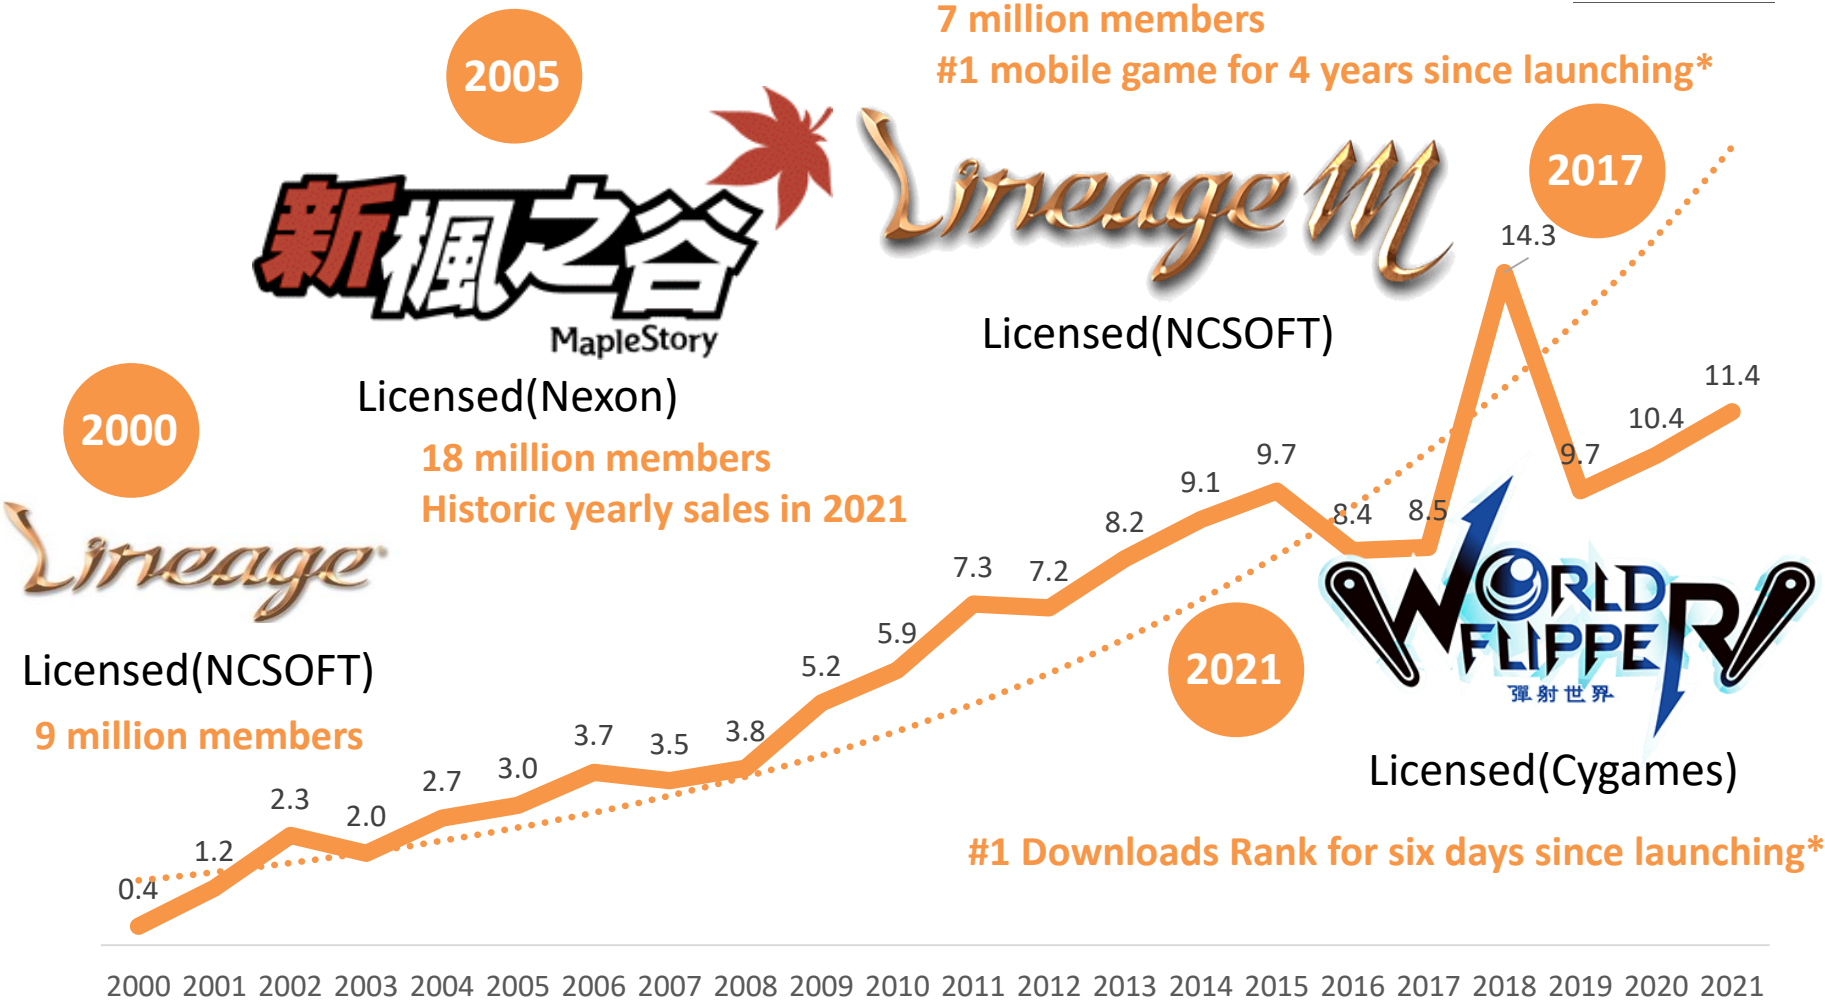 7 million members
#1 mobile game for 4 years since launching*
2005
Lineage M
2017
新楓之谷
MapleStory
Licensed(Nexon)
18 million members
Historic yearly sales in 2021
Licensed(NCSOFT)
2000
Lineage
Licensed(NCSOFT)
9 million members
2021
WORLD FLIPPER
彈射世界
Licensed(Cygames)
#1 Downloads Rank for six days since launching*
0.4 1.2 2.3 2.0 2.7 3.0 3.7 3.5 3.8 5.2 5.9 7.3 7.2 8.2 9.1 9.7 8.4 8.5 14.3 9.7 10.4 11.4
2000 2001 2002 2003 2004 2005 2006 2007 2008 2009 2010 2011 2012 2013 2014 2015 2016 2017 2018 2019 2020 2021